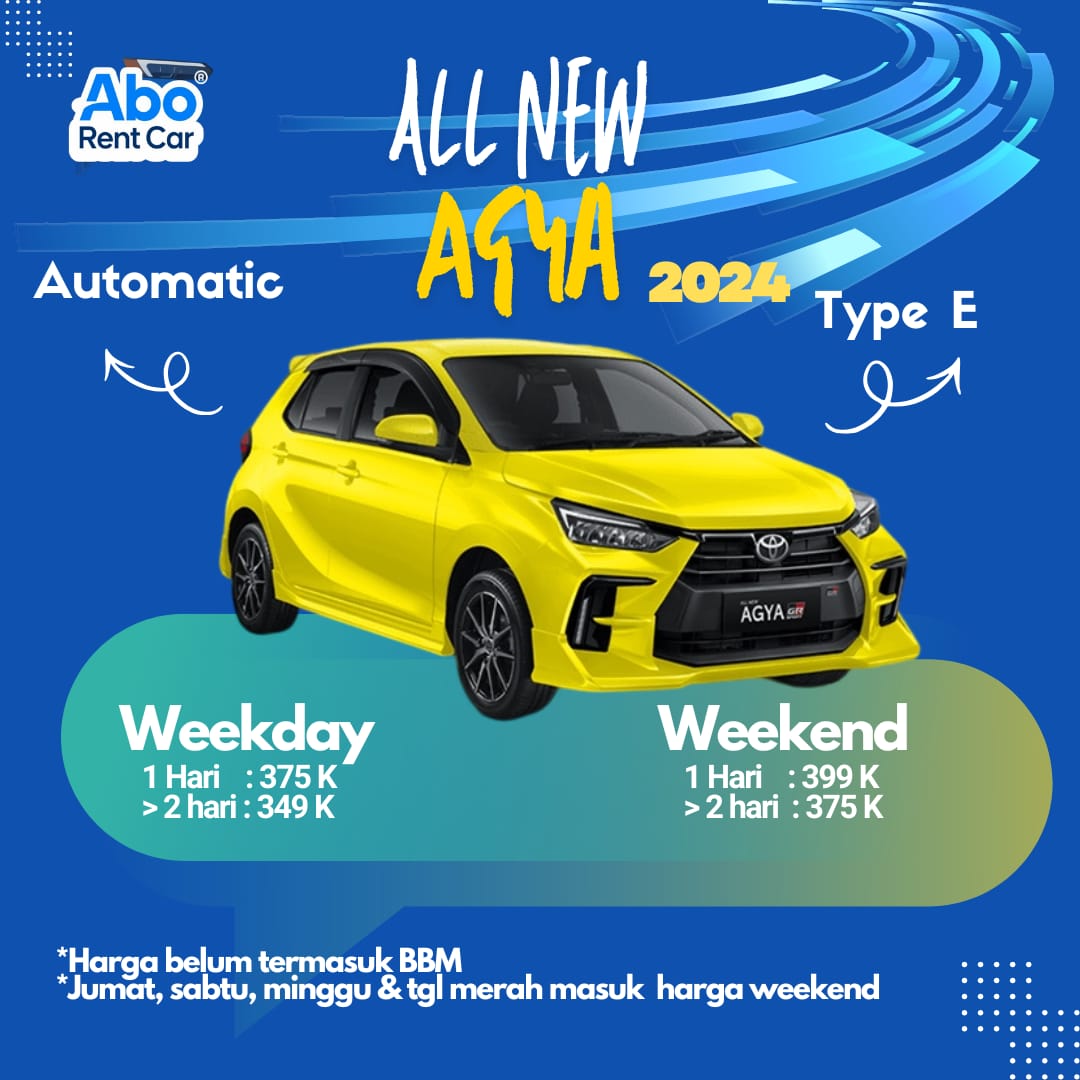 Abo®
Rent Car
ALL NEW
AGYA
2024
Automatic
Type E
ALL NEW
AGYA GR
SPORT
GR
Weekday
1 Hari : 375 K
> 2 hari : 349 K
Weekend
1 Hari : 399 K
> 2 hari : 375 K
*Harga belum termasuk BBM
*Jumat, sabtu, minggu & tgl merah masuk harga weekend